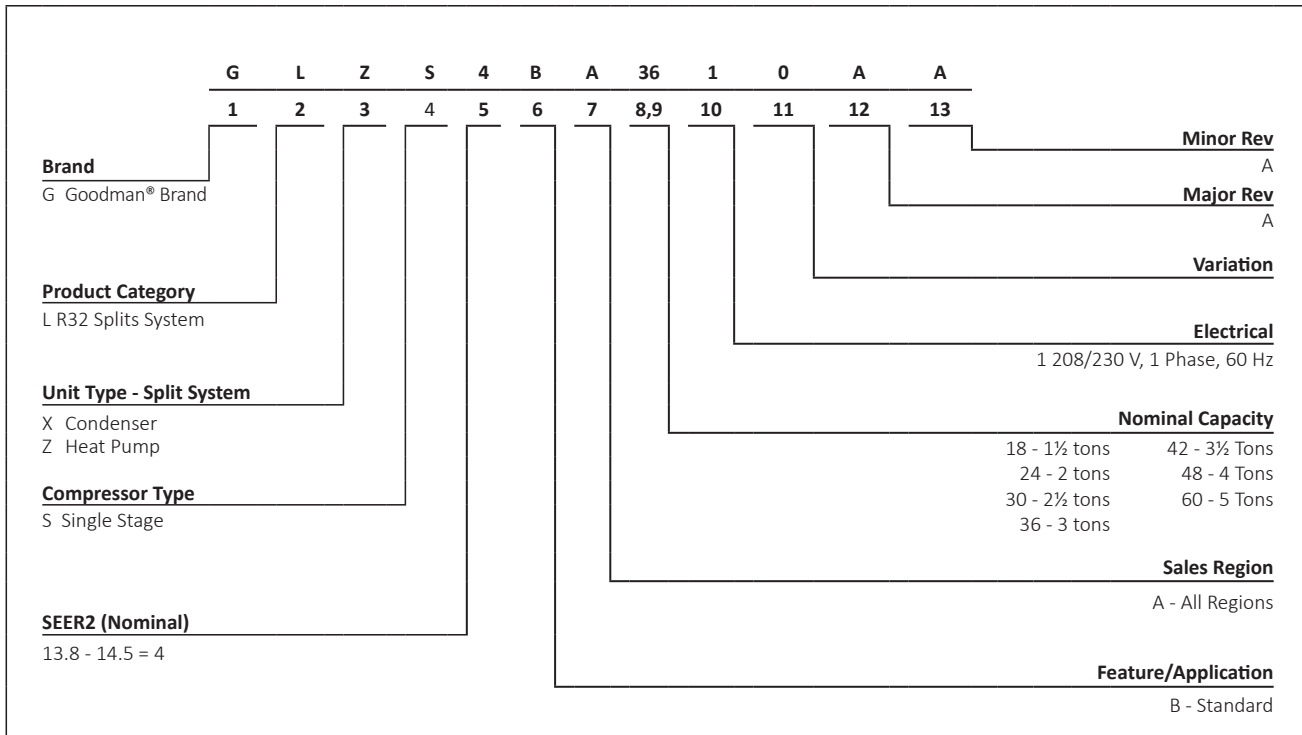 G L Z S 4 B A 36 1 0 A A
1 2 3 4 5 6 7 8,9 10 11 12 13
Brand
G Goodman® Brand
Product Category
L R32 Splits System
Unit Type - Split System
X Condenser
Z Heat Pump
Compressor Type
S Single Stage
SEER2 (Nominal)
13.8 - 14.5 = 4
Minor Rev
A
Major Rev
A
Variation
Electrical
1 208/230 V, 1 Phase, 60 Hz
Nominal Capacity
18 - 1½ tons 42 - 3½ Tons
24 - 2 tons 48 - 4 Tons
30 - 2½ tons 60 - 5 Tons
36 - 3 tons
Sales Region
A - All Regions
Feature/Application
B - Standard